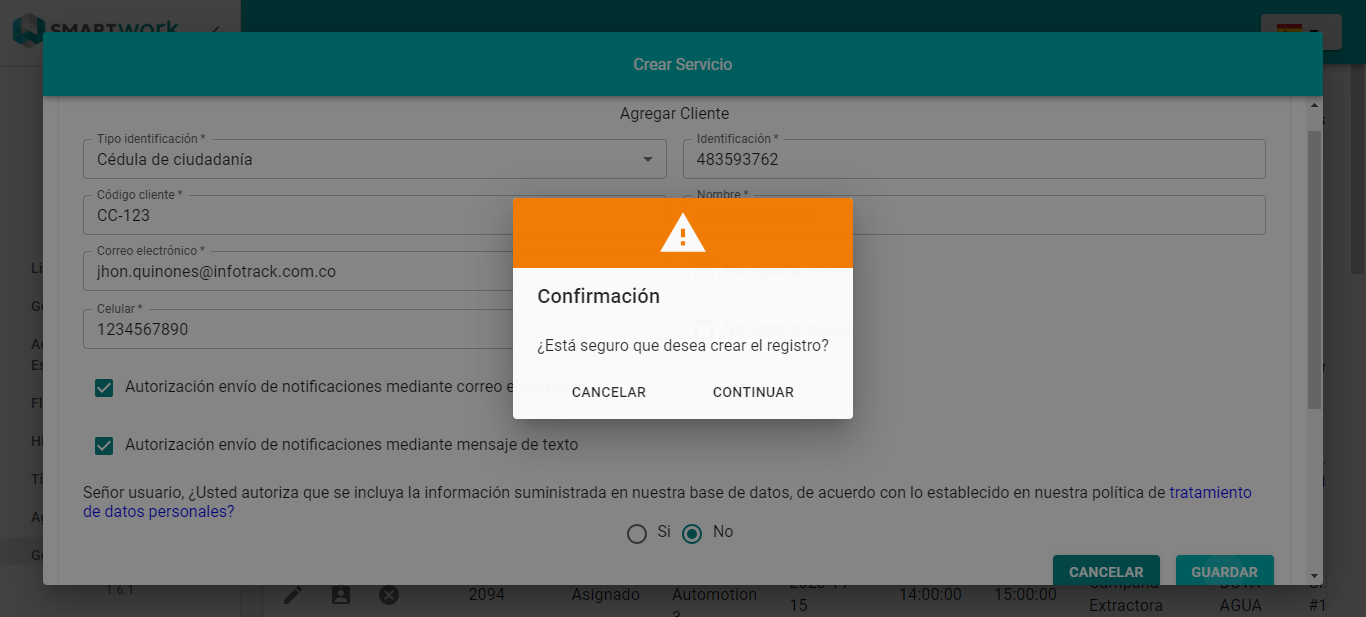 SMARTwork
Crear Servicio
Agregar Cliente
Tipo identificación *
Cédula de ciudadanía
Identificación *
483593762
Código cliente *
CC-123
Nombre *
Correo electrónico *
jhon.quinones@infotrack.com.co
Celular *
1234567890
No reporta celular
Confirmación
¿Está seguro que desea crear el registro?
CANCELAR
CONTINUAR
Autorización envío de notificaciones mediante correo
Autorización envío de notificaciones mediante mensaje de texto
Señor usuario, ¿Usted autoriza que se incluya la información suministrada en nuestra base de datos, de acuerdo con lo establecido en nuestra política de tratamiento
de datos personales?
Si
No
CANCELAR
GUARDAR
1.6.1
2094
Asignado
Automotion
15
14:00:00
15:00:00
Campana
Extractora
AGUA
#1